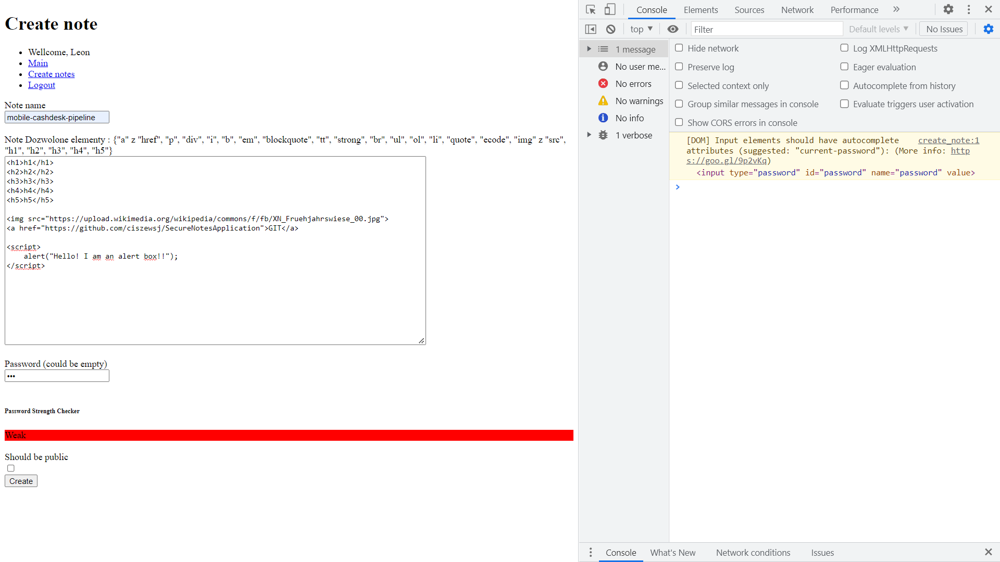 Create note
Wellcome, Leon
Main
Create notes
Logout
Note name
mobile-cashdesk-pipeline
Note Dozwolone elementy : {"a" z "href", "p", "div", "i", "b", "em", "blockquote", "tt", "strong", "br", "ul", "ol", "li", "quote", "ecode", "img" z "src",
"h1", "h2", "h3", "h4", "h5"}
<h1>h1</h1>
<h2>h2</h2>
<h3>h3</h3>
<h4>h4</h4>
<h5>h5</h5>
<img src="https://upload.wikimedia.org/wikipedia/commons/f/fb/XN_Fruehjahrswiese_00.jpg">
<a href="https://github.com/ciszewsj/SecureNotesApplication">GIT</a>
<script>
alert("Hello! I am an alert box!!");
</script>
Password (could be empty)
•••
Password Strength Checker
Weak
Should be public
Create
Console Elements Sources Network Performance
top Filter Default levels No Issues
1 message
No user me...
No errors
No warnings
No info
1 verbose
Hide network
Log XMLHttpRequests
Preserve log
Eager evaluation
Selected context only
Autocomplete from history
Group similar messages in console
Evaluate triggers user activation
Show CORS errors in console
[DOM] Input elements should have autocomplete create_note:1
attributes (suggested: "current-password"): (More info: http
s://goo.gl/9p2vKq)
<input type="password" id="password" name="password" value>
Console What's New Network conditions Issues